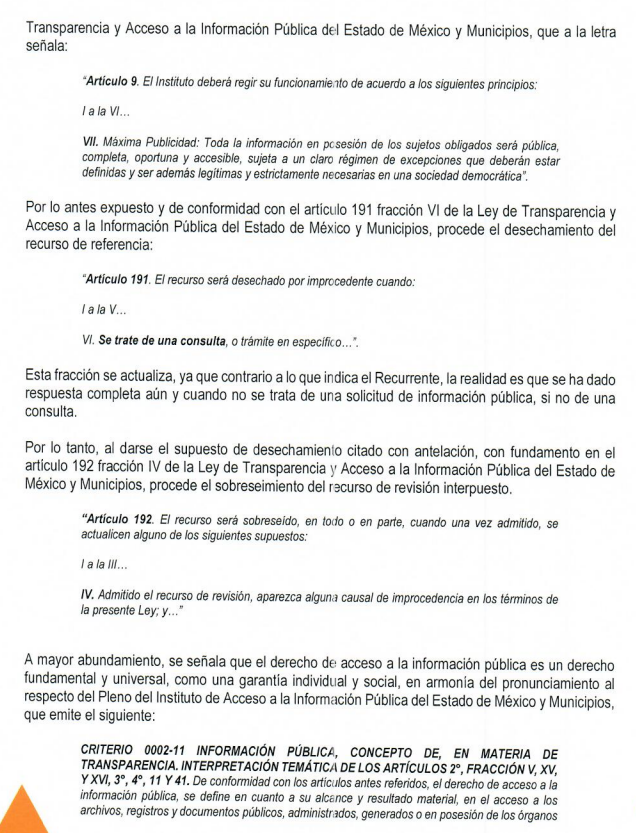 Transparencia y Acceso a la Información Pública del Estado de México y Municipios, que a la letra
señala:
“Artículo 9. El Instituto deberá regir su funcionamiento de acuerdo a los siguientes principios:
I a la VI…
VII. Máxima Publicidad: Toda la información en posesión de los sujetos obligados será pública,
completa, oportuna y accesible, sujeta a un claro régimen de excepciones que deberán estar
definidas y ser además legítimas y estrictamente necesarias en una sociedad democrática”.
Por lo antes expuesto y de conformidad con el artículo 191 fracción VI de la Ley de Transparencia y
Acceso a la Información Pública del Estado de México y Municipios, procede el desechamiento del
recurso de referencia:
“Artículo 191. El recurso será desechado por improcedente cuando:
I a la V…
VI. Se trate de una consulta, o trámite en específico…”.
Esta fracción se actualiza, ya que contrario a lo que indica el Recurrente, la realidad es que se ha dado
respuesta completa aún y cuando no se trata de una solicitud de información pública, si no de una
consulta.
Por lo tanto, al darse el supuesto de desechamiento citado con antelación, con fundamento en el
artículo 192 fracción IV de la Ley de Transparencia y Acceso a la Información Pública del Estado de
México y Municipios, procede el sobreseimiento del recurso de revisión interpuesto.
“Artículo 192. El recurso será sobreseído, en todo o en parte, cuando una vez admitido, se
actualicen alguno de los siguientes supuestos:
I a la III…
IV. Admitido el recurso de revisión, aparezca alguna causal de improcedencia en los términos de
la presente Ley; y…”
A mayor abundamiento, se señala que el derecho de acceso a la información pública es un derecho
fundamental y universal, como una garantía individual y social, en armonía del pronunciamiento al
respecto del Pleno del Instituto de Acceso a la Información Pública del Estado de México y Municipios,
que emite el siguiente:
CRITERIO 0002-11 INFORMACIÓN PÚBLICA, CONCEPTO DE, EN MATERIA DE
TRANSPARENCIA. INTERPRETACIÓN TEMÁTICA DE LOS ARTÍCULOS 2°, FRACCIÓN V, XV,
Y XVI, 3°, 4°, 11 Y 41. De conformidad con los artículos antes referidos, el derecho de acceso a la
información pública, se define en cuanto a su alcance y resultado material, en el acceso a los
archivos, registros y documentos públicos, administrados, generados o en posesión de los órganos